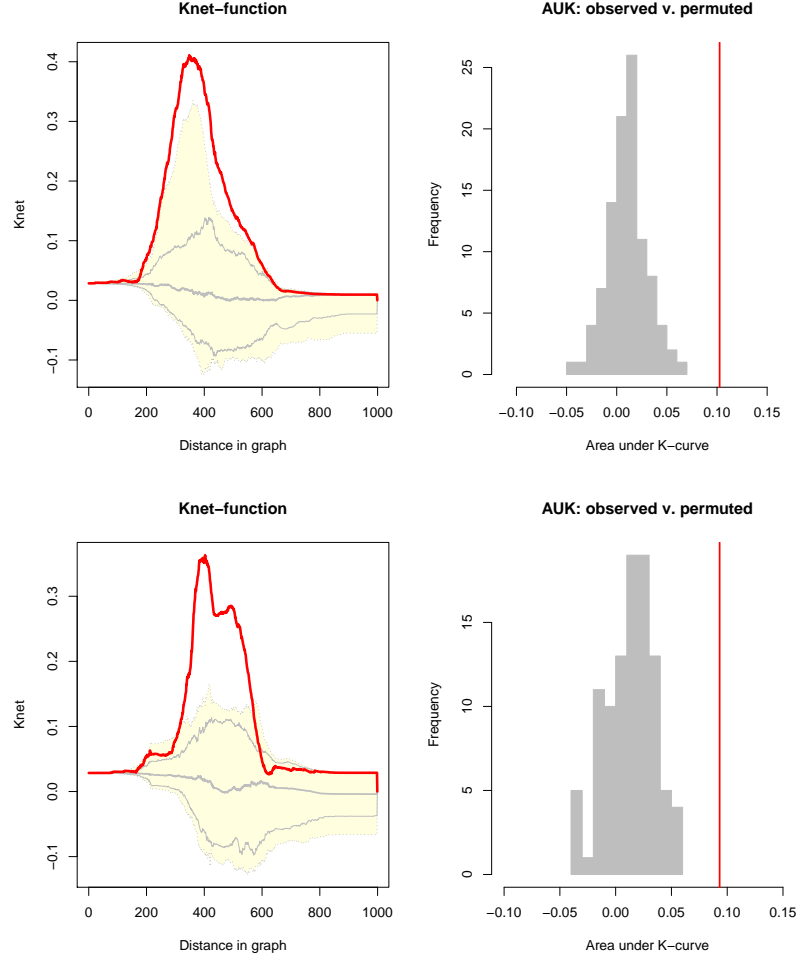 Knet−function
AUK: observed v. permuted
Knet
0.4
0.3
0.2
0.1
0.0
−0.1
0 200 400 600 800 1000
Distance in graph
Frequency
25
20
15
10
5
0
−0.10 −0.05 0.00 0.05 0.10 0.15
Area under K−curve
Knet−function
AUK: observed v. permuted
Knet
0.3
0.2
0.1
0.0
−0.1
0 200 400 600 800 1000
Distance in graph
Frequency
15
10
5
0
−0.10 −0.05 0.00 0.05 0.10 0.15
Area under K−curve